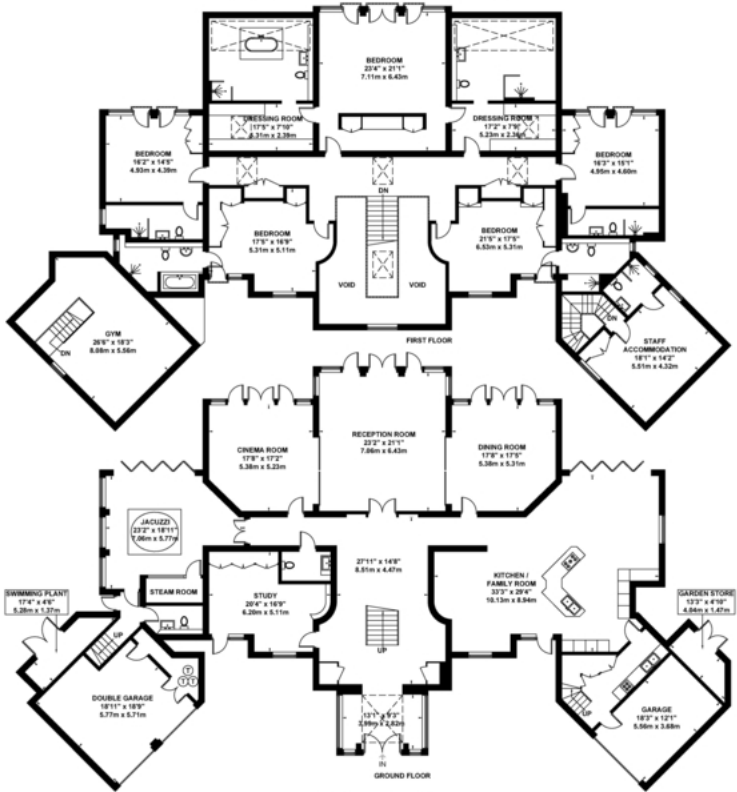 BEDROOM
23'4" x 21'1"
7.11m x 6.43m
DRESSING ROOM
17'5" x 7'10"
5.31m x 2.39m
DRESSING ROOM
17'2" x 7'9"
5.23m x 2.36m
BEDROOM
16'2" x 14'5"
4.93m x 4.39m
BEDROOM
16'3" x 15'1"
4.95m x 4.60m
DN
BEDROOM
17'5" x 16'9"
5.31m x 5.11m
BEDROOM
21'5" x 17'5"
6.53m x 5.31m
VOID
VOID
GYM
26'6" x 18'3"
8.08m x 5.56m
DN
DN
STAFF
ACCOMMODATION
18'1" x 14'2"
5.51m x 4.32m
FIRST FLOOR
CINEMA ROOM
17'8" x 17'2"
5.38m x 5.23m
RECEPTION ROOM
23'2" x 21'1"
7.06m x 6.43m
DINING ROOM
17'8" x 17'5"
5.38m x 5.31m
JACUZZI
23'2" x 18'11"
7.06m x 5.77m
27'11" x 14'8"
8.51m x 4.47m
KITCHEN /
FAMILY ROOM
33'3" x 29'4"
10.13m x 8.94m
STEAM ROOM
STUDY
20'4" x 16'9"
6.20m x 5.11m
SWIMMING PLANT
17'4" x 4'6"
5.28m x 1.37m
GARDEN STORE
13'3" x 4'10"
4.04m x 1.47m
UP
UP
T
T
T
DOUBLE GARAGE
18'11" x 18'9"
5.77m x 5.71m
UP
GARAGE
18'3" x 12'1"
5.56m x 3.68m
13'1" x 9'3"
3.99m x 2.82m
IN
GROUND FLOOR